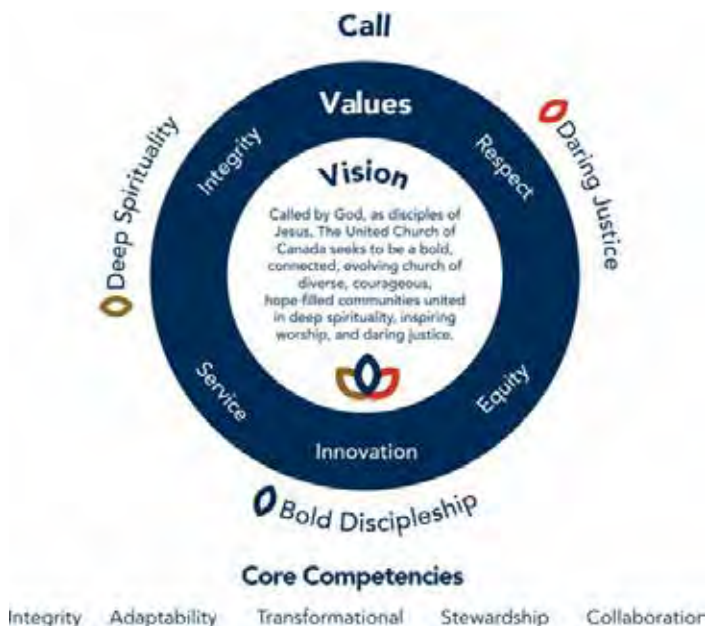 Call
Values
Integrity
Respect
Deep Spirituality
Daring Justice
Vision
Called by God, as disciples of
Jesus, The United Church of
Canada seeks to be a bold,
connected, evolving church of
diverse, courageous,
hope-filled communities united
in deep spirituality, inspiring
worship, and daring justice.
Service
Equity
Innovation
Bold Discipleship
Core Competencies
Integrity Adaptability Transformational Stewardship Collaboration